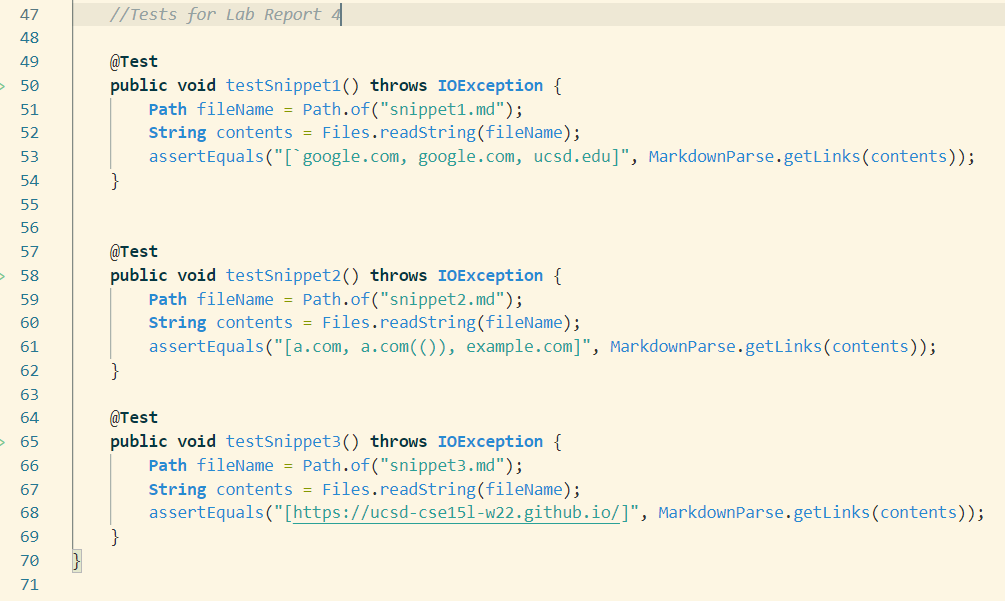 47 //Tests for Lab Report 4
48
49 @Test
50 public void testSnippet1() throws IOException {
51 Path fileName = Path.of("snippet1.md");
52 String contents = Files.readString(fileName);
53 assertEquals("[`google.com, google.com, ucsd.edu]", MarkdownParse.getLinks(contents));
54 }
55
56
57 @Test
58 public void testSnippet2() throws IOException {
59 Path fileName = Path.of("snippet2.md");
60 String contents = Files.readString(fileName);
61 assertEquals("[a.com, a.com(()), example.com]", MarkdownParse.getLinks(contents));
62 }
63
64 @Test
65 public void testSnippet3() throws IOException {
66 Path fileName = Path.of("snippet3.md");
67 String contents = Files.readString(fileName);
68 assertEquals("[https://ucsd-cse15l-w22.github.io/]", MarkdownParse.getLinks(contents));
69 }
70 }
71